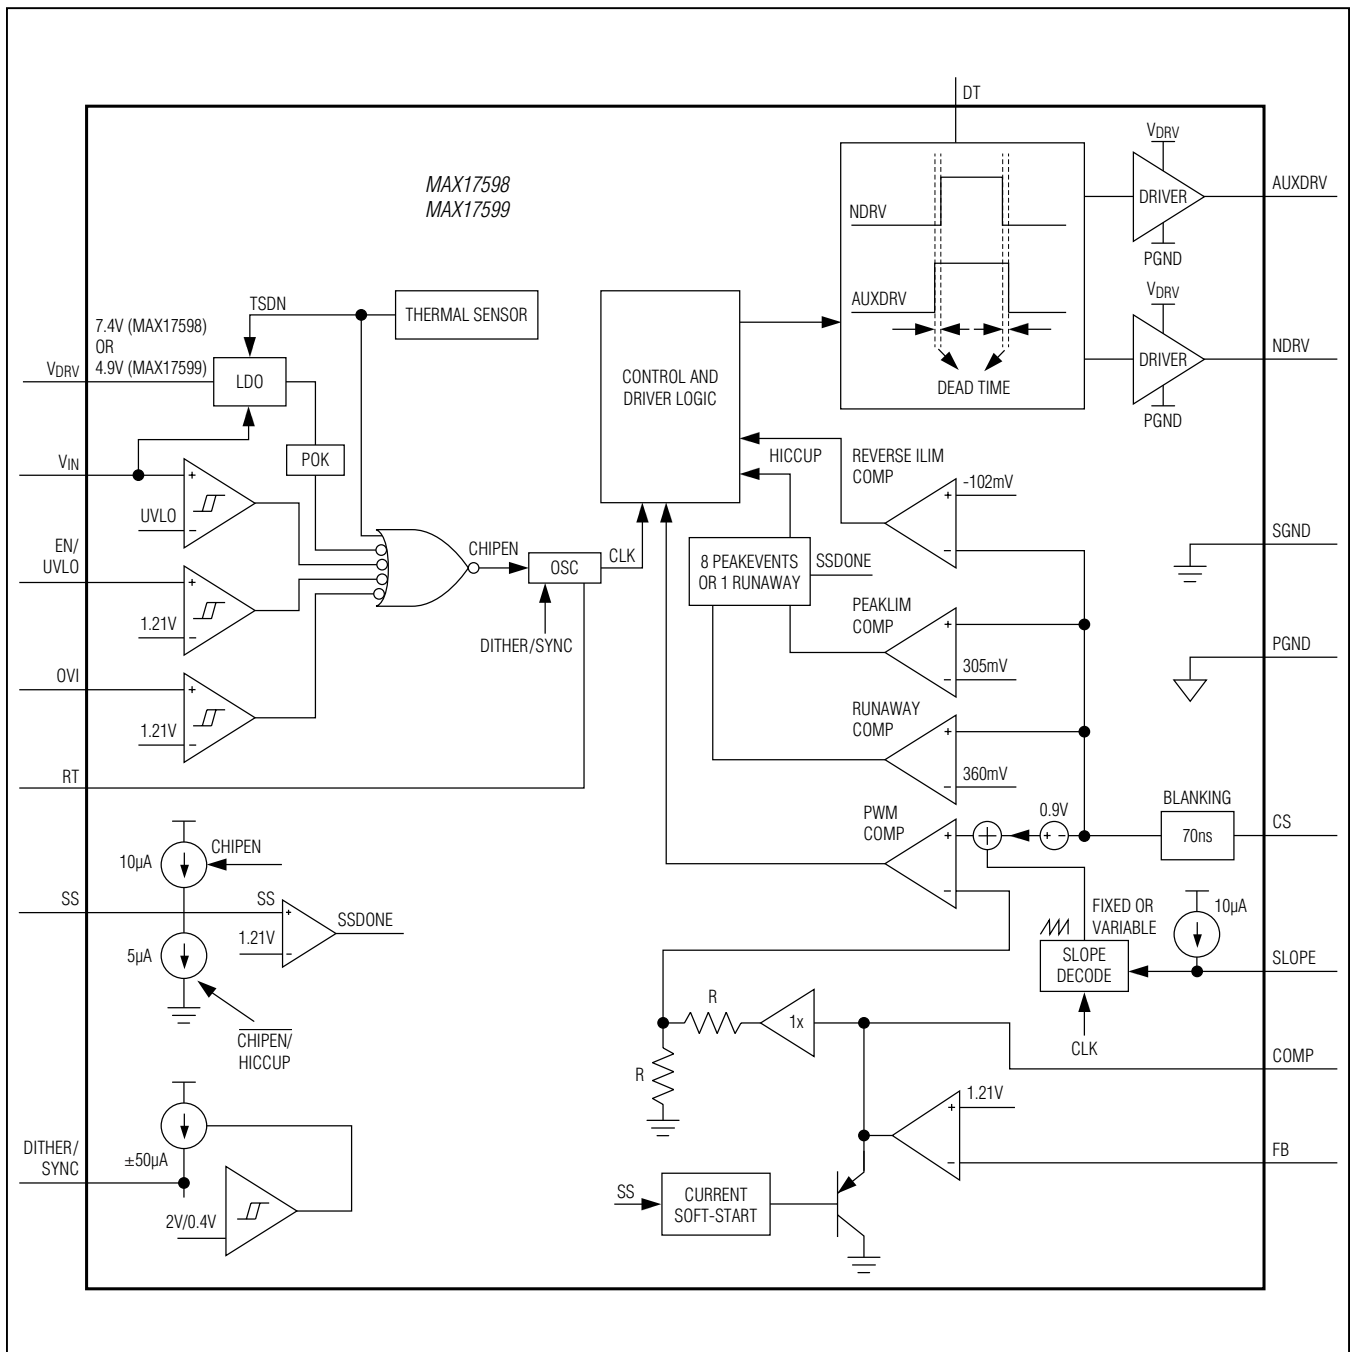 DT
MAX17598
MAX17599
VDRV
DRIVER
PGND
AUXDRV
NDRV
AUXDRV
DEAD TIME
VDRV
DRIVER
PGND
NDRV
TSDN
THERMAL SENSOR
7.4V (MAX17598)
OR
4.9V (MAX17599)
VDRV
LDO
POK
VIN
+
UVLO
−
EN/
UVLO
+
1.21V
−
OVI
+
1.21V
−
RT
CHIPEN
OSC
CLK
DITHER/SYNC
CONTROL AND
DRIVER LOGIC
HICCUP
REVERSE ILIM
COMP
+
-102mV
−
8 PEAKEVENTS
OR 1 RUNAWAY
SSDONE
PEAKLIM
COMP
+
305mV
−
RUNAWAY
COMP
+
360mV
−
PWM
COMP
+
−
0.9V
+ −
BLANKING
70ns
CS
SGND
PGND
FIXED OR
VARIABLE
10µA
SLOPE
DECODE
SLOPE
CLK
10µA
CHIPEN
SS
SS
+
1.21V
−
SSDONE
5µA
CHIPEN/
HICCUP
±50µA
DITHER/
SYNC
2V/0.4V
R
1x
R
COMP
1.21V
+
−
FB
SS
CURRENT
SOFT-START